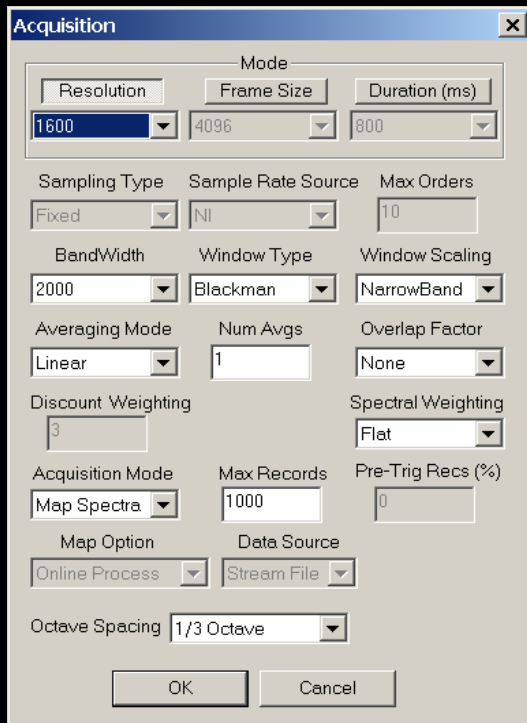 Acquisition
Mode
Resolution Frame Size Duration (ms)
1600 4096 800
Sampling Type Sample Rate Source Max Orders
Fixed NI 10
BandWidth Window Type Window Scaling
2000 Blackman NarrowBand
Averaging Mode Num Avgs Overlap Factor
Linear 1 None
Discount Weighting Spectral Weighting
3 Flat
Acquisition Mode Max Records Pre-Trig Recs (%)
Map Spectra 1000 0
Map Option Data Source
Online Process Stream File
Octave Spacing 1/3 Octave
OK Cancel